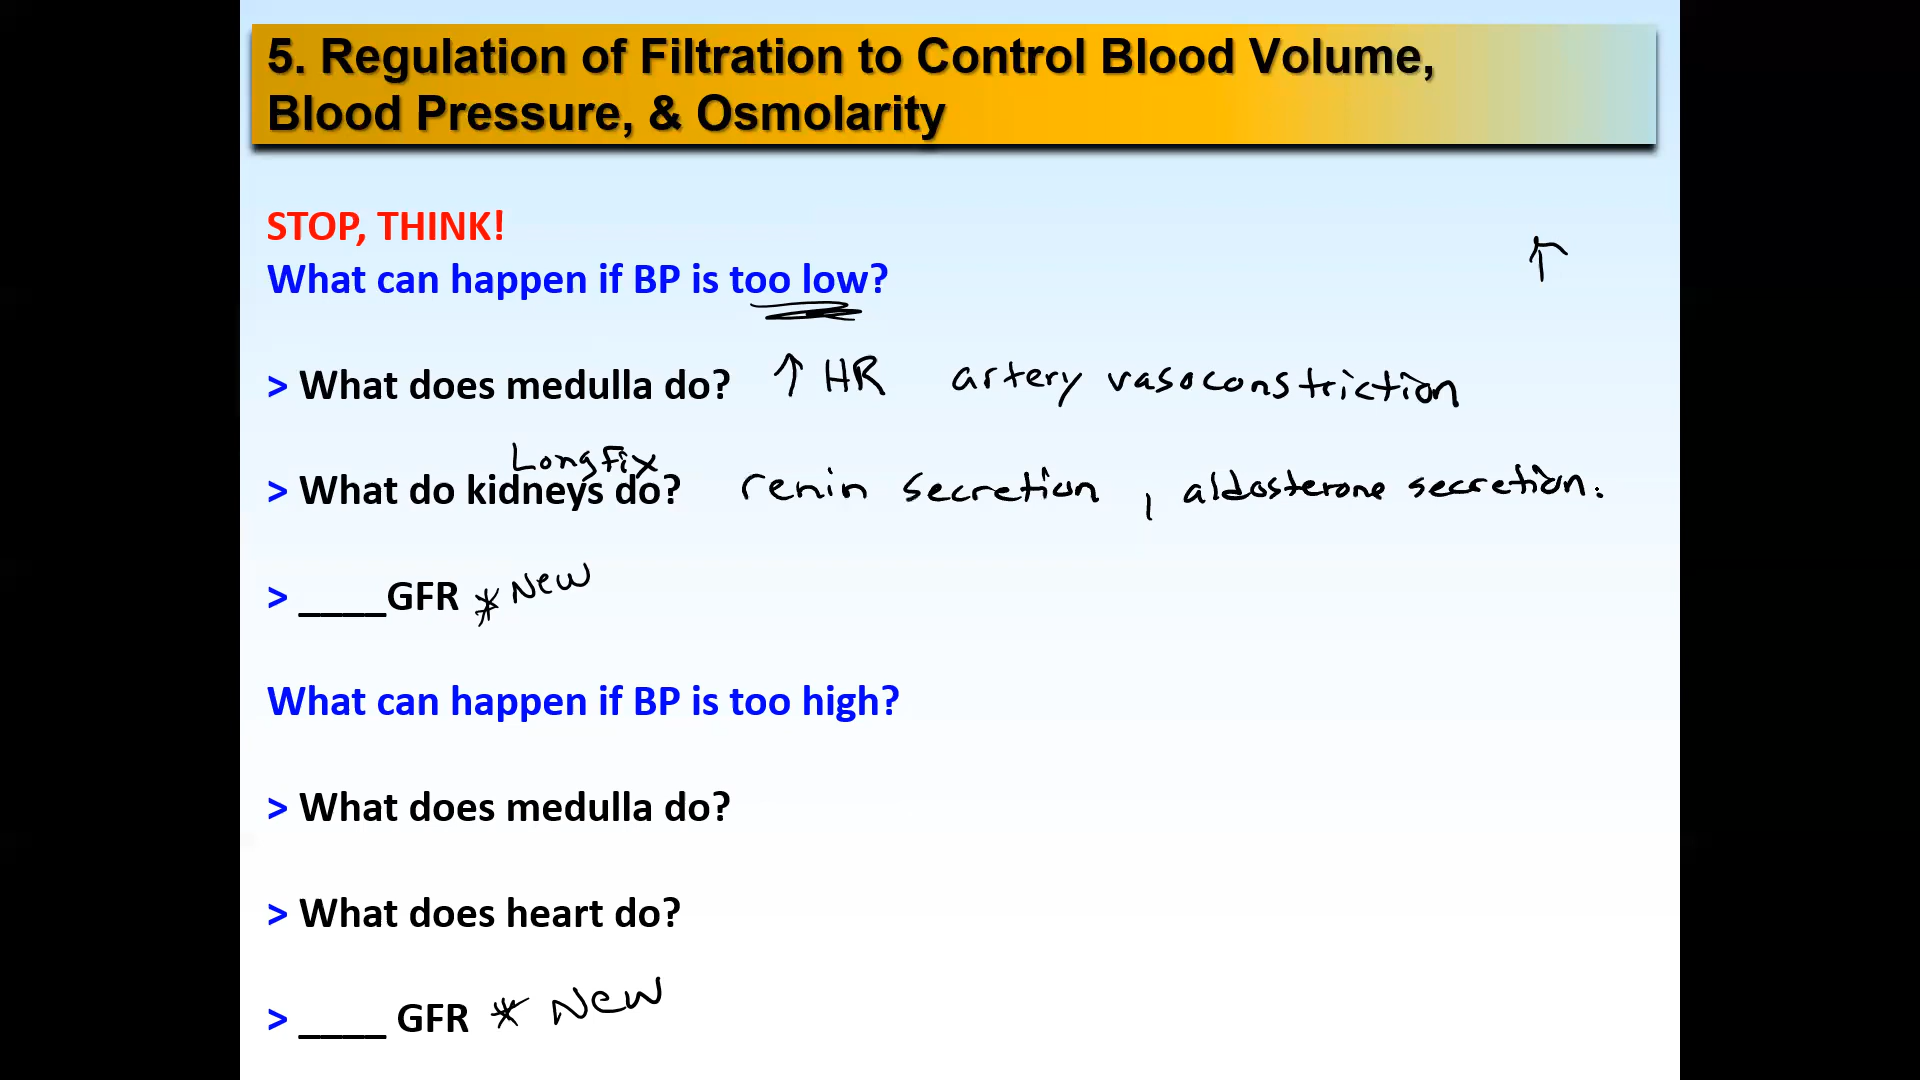 5. Regulation of Filtration to Control Blood Volume,
Blood Pressure, & Osmolarity
STOP, THINK!
What can happen if BP is too low?
↑
> What does medulla do? ↑ HR artery vasoconstriction
Long fix
> What do kidneys do? renin secretion, aldosterone secretion.
> ____GFR * New
What can happen if BP is too high?
> What does medulla do?
> What does heart do?
> ____ GFR * New